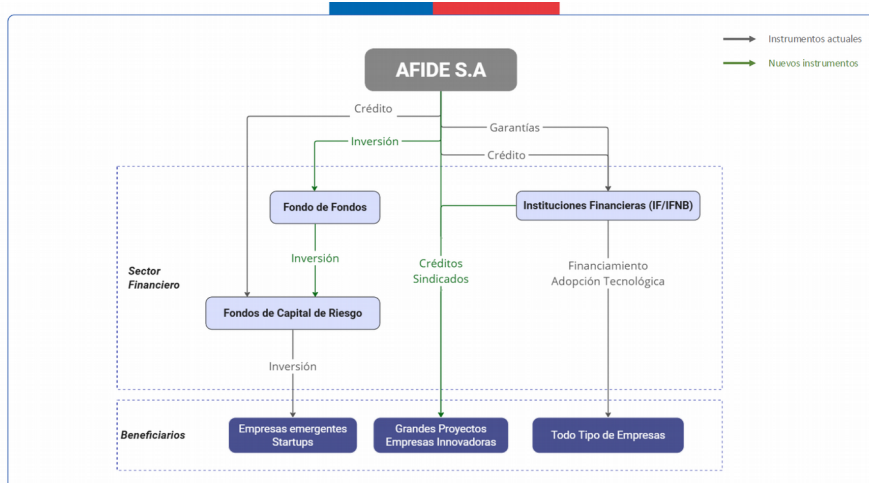 AFIDE S.A
Instrumentos actuales
Nuevos instrumentos
Crédito
Garantías
Inversión
Crédito
Fondo de Fondos
Instituciones Financieras (IF/IFNB)
Inversión
Créditos
Sindicados
Financiamiento
Adopción Tecnológica
Sector
Financiero
Fondos de Capital de Riesgo
Inversión
Beneficiarios
Empresas emergentes
Startups
Grandes Proyectos
Empresas Innovadoras
Todo Tipo de Empresas